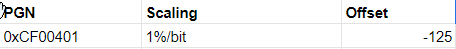 PGN Scaling Offset
0xCF00401 1%/bit -125